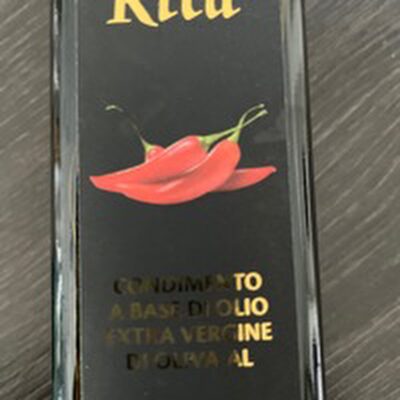 Rita
CONDIMENTO
A BASE DI OLIO
EXTRA VERGINE
DI OLIVA AL